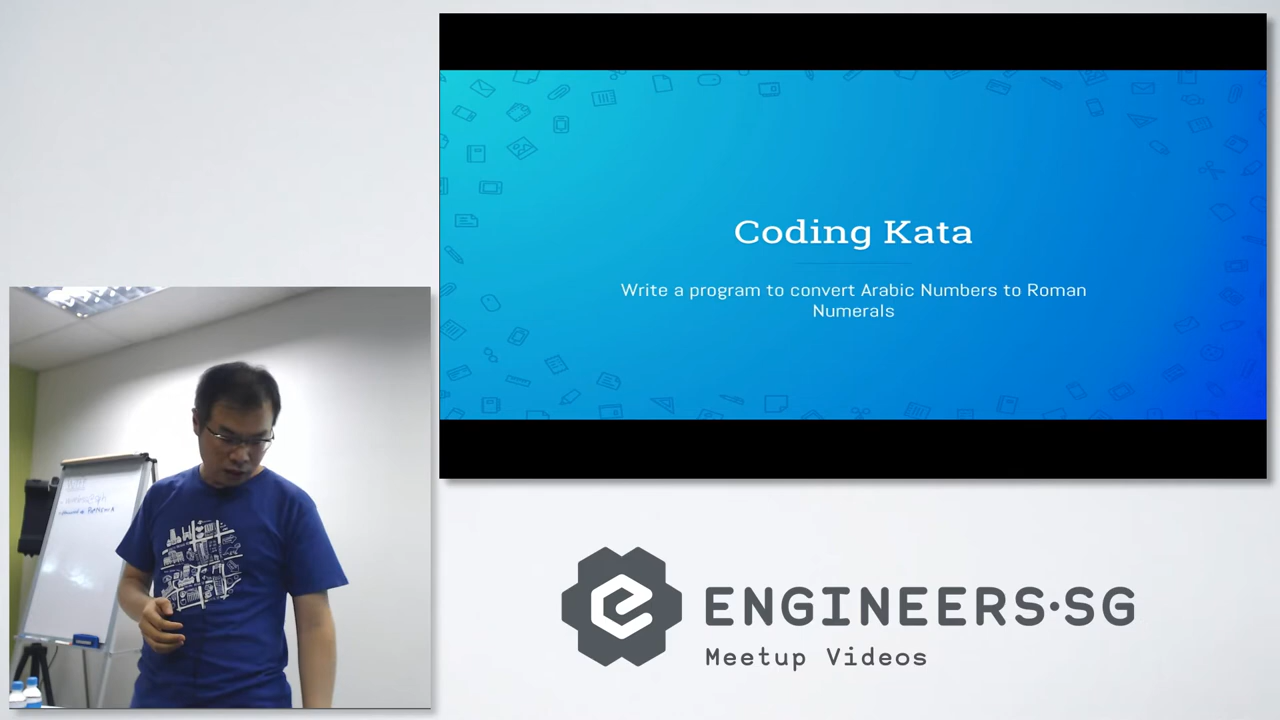 Coding Kata
Write a program to convert Arabic Numbers to Roman
Numerals
ENGINEERS·SG
Meetup Videos